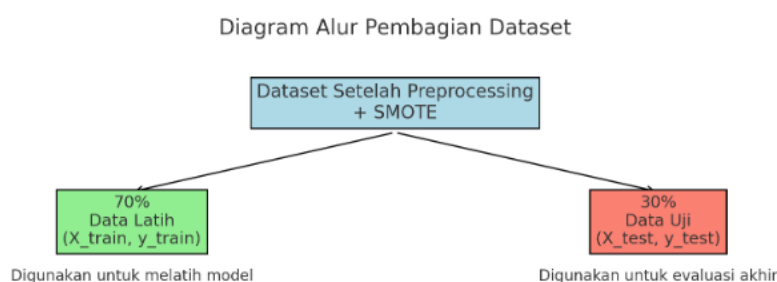 Diagram Alur Pembagian Dataset
Dataset Setelah Preprocessing
+ SMOTE
70%
Data Latih
(X_train, y_train)
30%
Data Uji
(X_test, y_test)
Digunakan untuk melatih model
Digunakan untuk evaluasi akhir